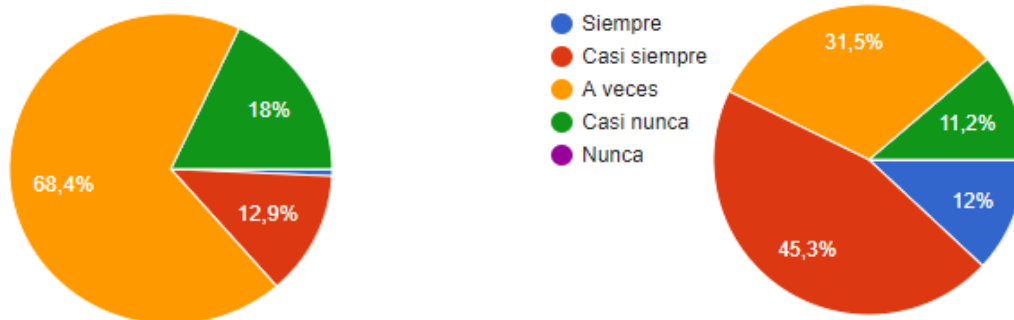 18%
68,4%
12,9%
Siempre
Casi siempre
A veces
Casi nunca
Nunca
31,5%
11,2%
12%
45,3%